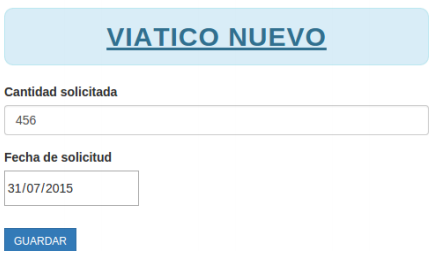 VIATICO NUEVO
Cantidad solicitada
456
Fecha de solicitud
31/07/2015
GUARDAR